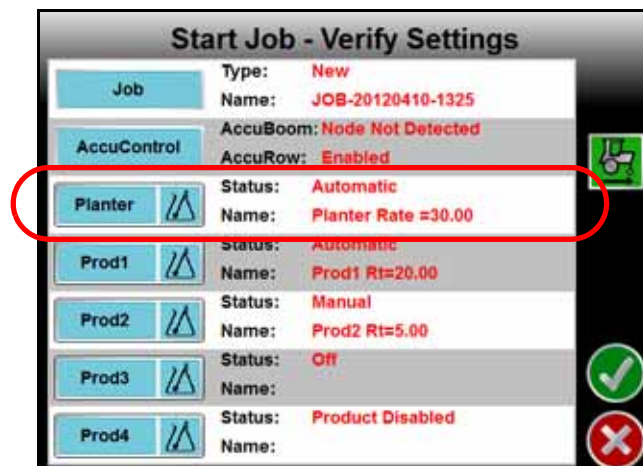 Start Job - Verify Settings
Job
Type: New
Name: JOB-20120410-1325
AccuControl
AccuBoom: Node Not Detected
AccuRow: Enabled
Planter
Status: Automatic
Name: Planter Rate =30.00
Prod1
Status: Automatic
Name: Prod1 Rt=20.00
Prod2
Status: Manual
Name: Prod2 Rt=5.00
Prod3
Status: Off
Name:
Prod4
Status: Product Disabled
Name: